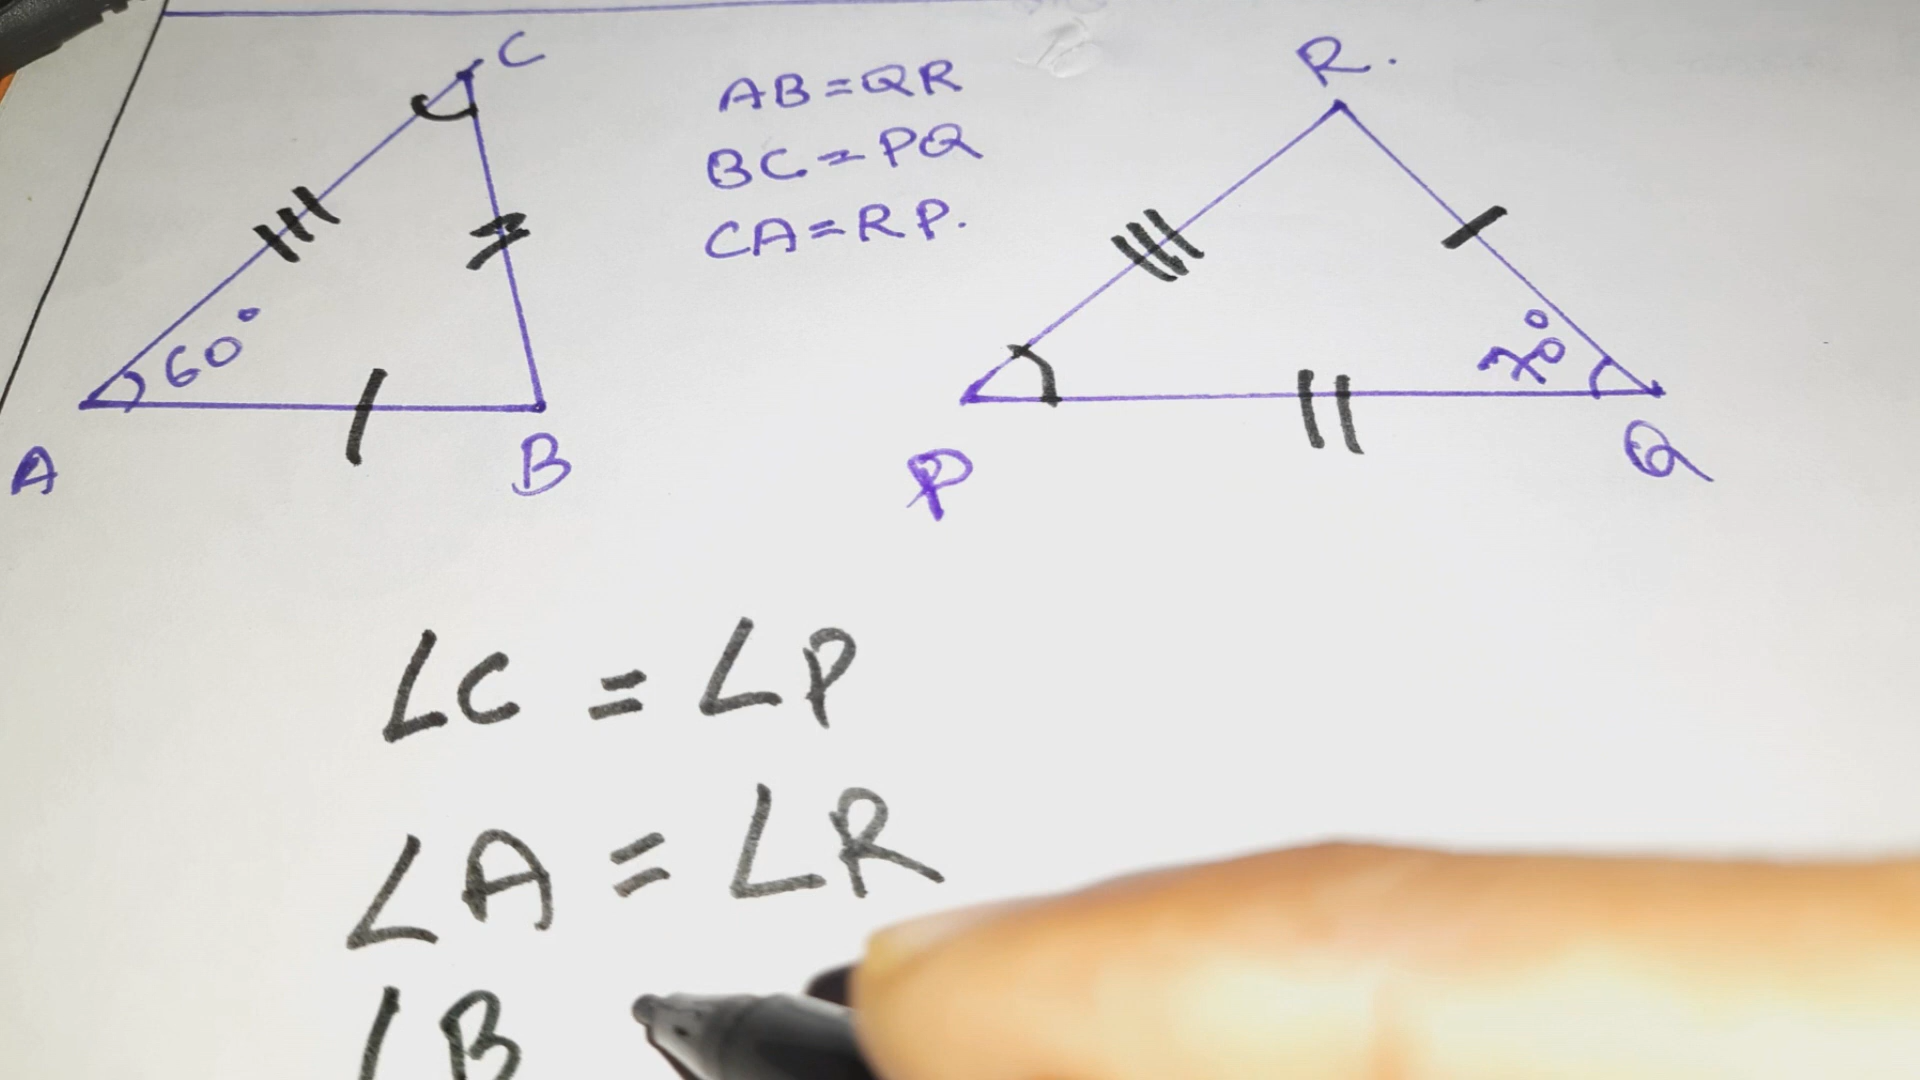 C
60°
A
B
AB=QR
BC=PQ
CA=RP.
R.
70°
P
Q
∠C = ∠P
∠A = ∠R
∠B